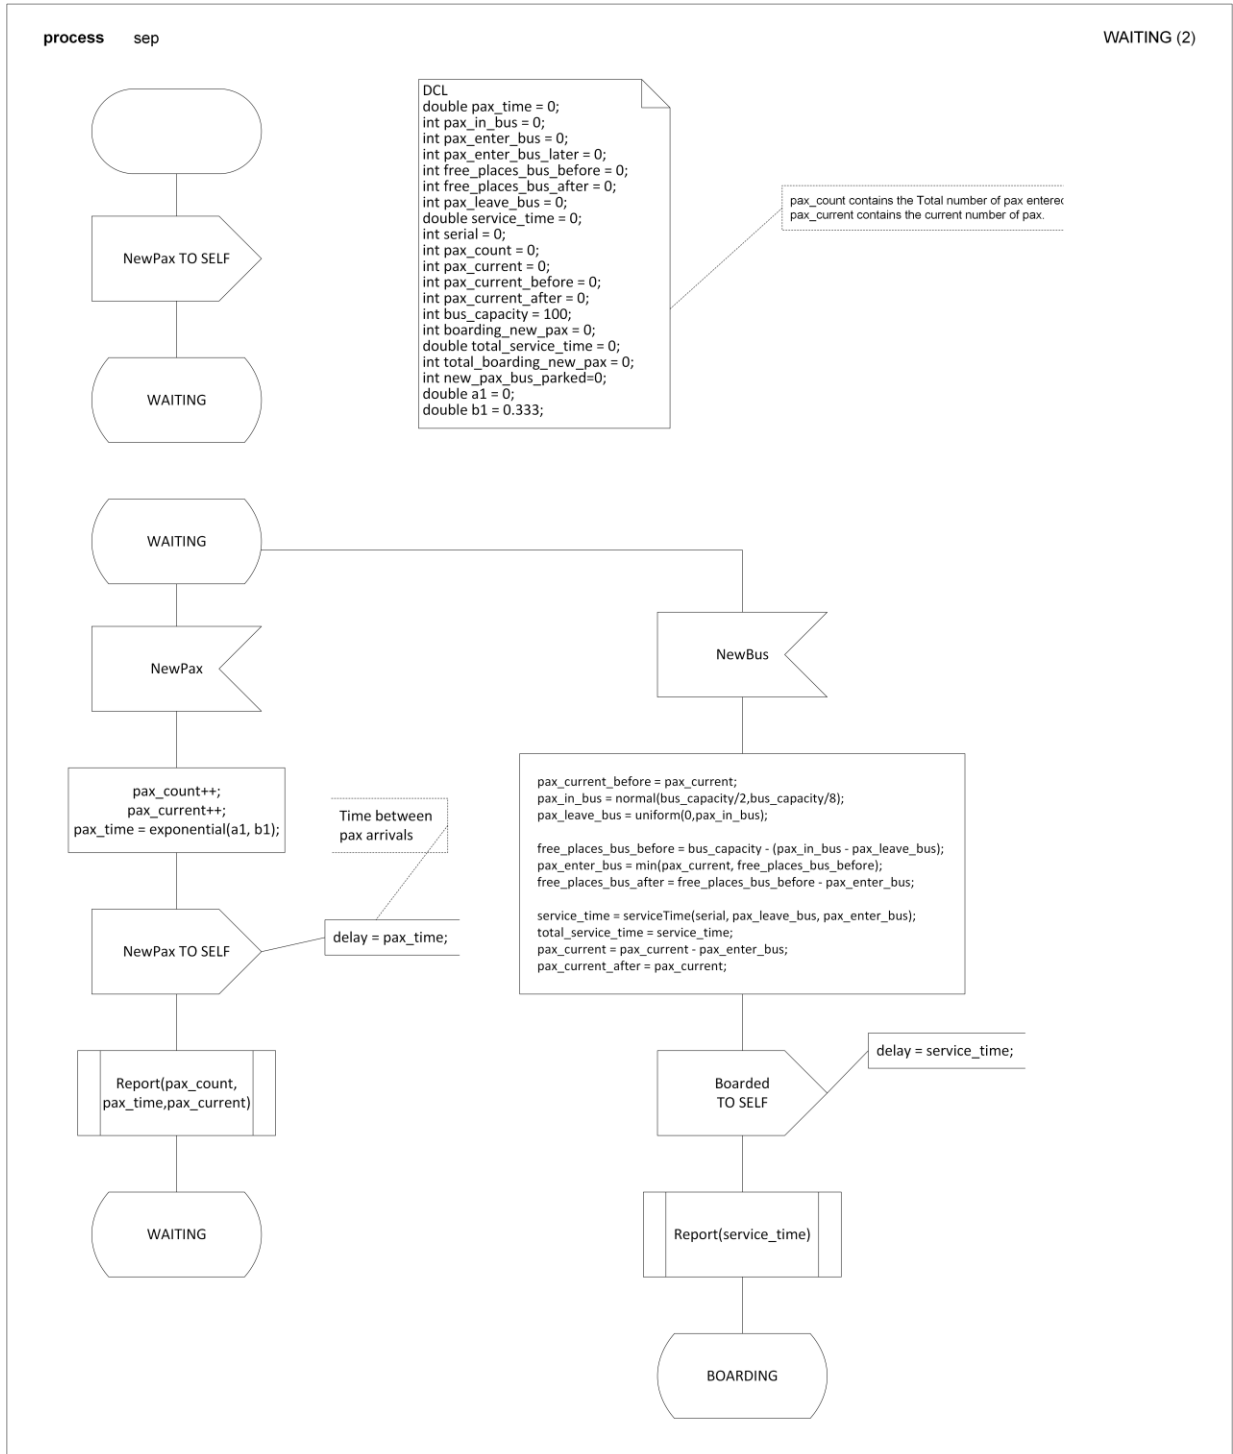 process sep
WAITING (2)
NewPax TO SELF
WAITING
DCL
double pax_time = 0;
int pax_in_bus = 0;
int pax_enter_bus = 0;
int pax_enter_bus_later = 0;
int free_places_bus_before = 0;
int free_places_bus_after = 0;
int pax_leave_bus = 0;
double service_time = 0;
int serial = 0;
int pax_count = 0;
int pax_current = 0;
int pax_current_before = 0;
int pax_current_after = 0;
int bus_capacity = 100;
int boarding_new_pax = 0;
double total_service_time = 0;
int total_boarding_new_pax = 0;
int new_pax_bus_parked=0;
double a1 = 0;
double b1 = 0.333;
pax_count contains the Total number of pax entered
pax_current contains the current number of pax.
WAITING
NewPax
pax_count++;
pax_current++;
pax_time = exponential(a1, b1);
Time between
pax arrivals
NewPax TO SELF
delay = pax_time;
Report(pax_count,
pax_time,pax_current)
WAITING
NewBus
pax_current_before = pax_current;
pax_in_bus = normal(bus_capacity/2,bus_capacity/8);
pax_leave_bus = uniform(0,pax_in_bus);
free_places_bus_before = bus_capacity - (pax_in_bus - pax_leave_bus);
pax_enter_bus = min(pax_current, free_places_bus_before);
free_places_bus_after = free_places_bus_before - pax_enter_bus;
service_time = serviceTime(serial, pax_leave_bus, pax_enter_bus);
total_service_time = service_time;
pax_current = pax_current - pax_enter_bus;
pax_current_after = pax_current;
Boarded
TO SELF
delay = service_time;
Report(service_time)
BOARDING